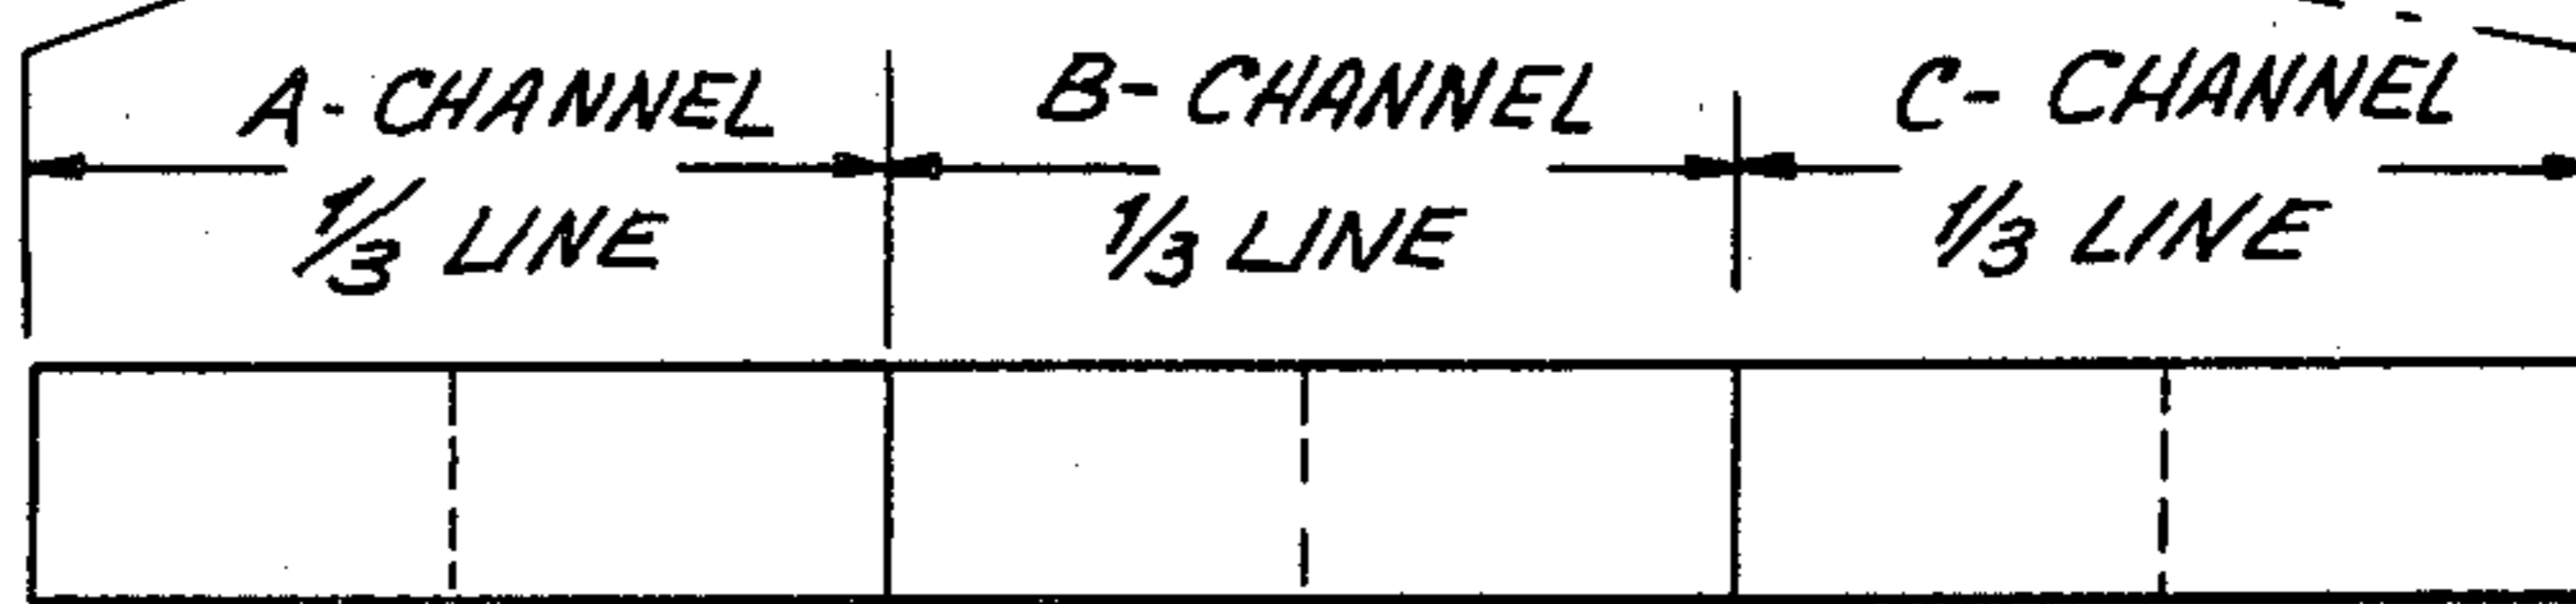 A-CHANNEL
1/3 LINE
B-CHANNEL
1/3 LINE
C-CHANNEL
1/3 LINE